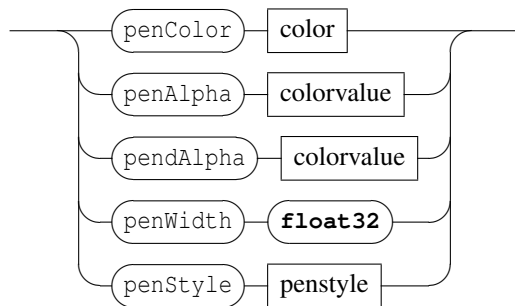 penColor color
penAlpha colorvalue
pendAlpha colorvalue
penWidth float32
penStyle penstyle